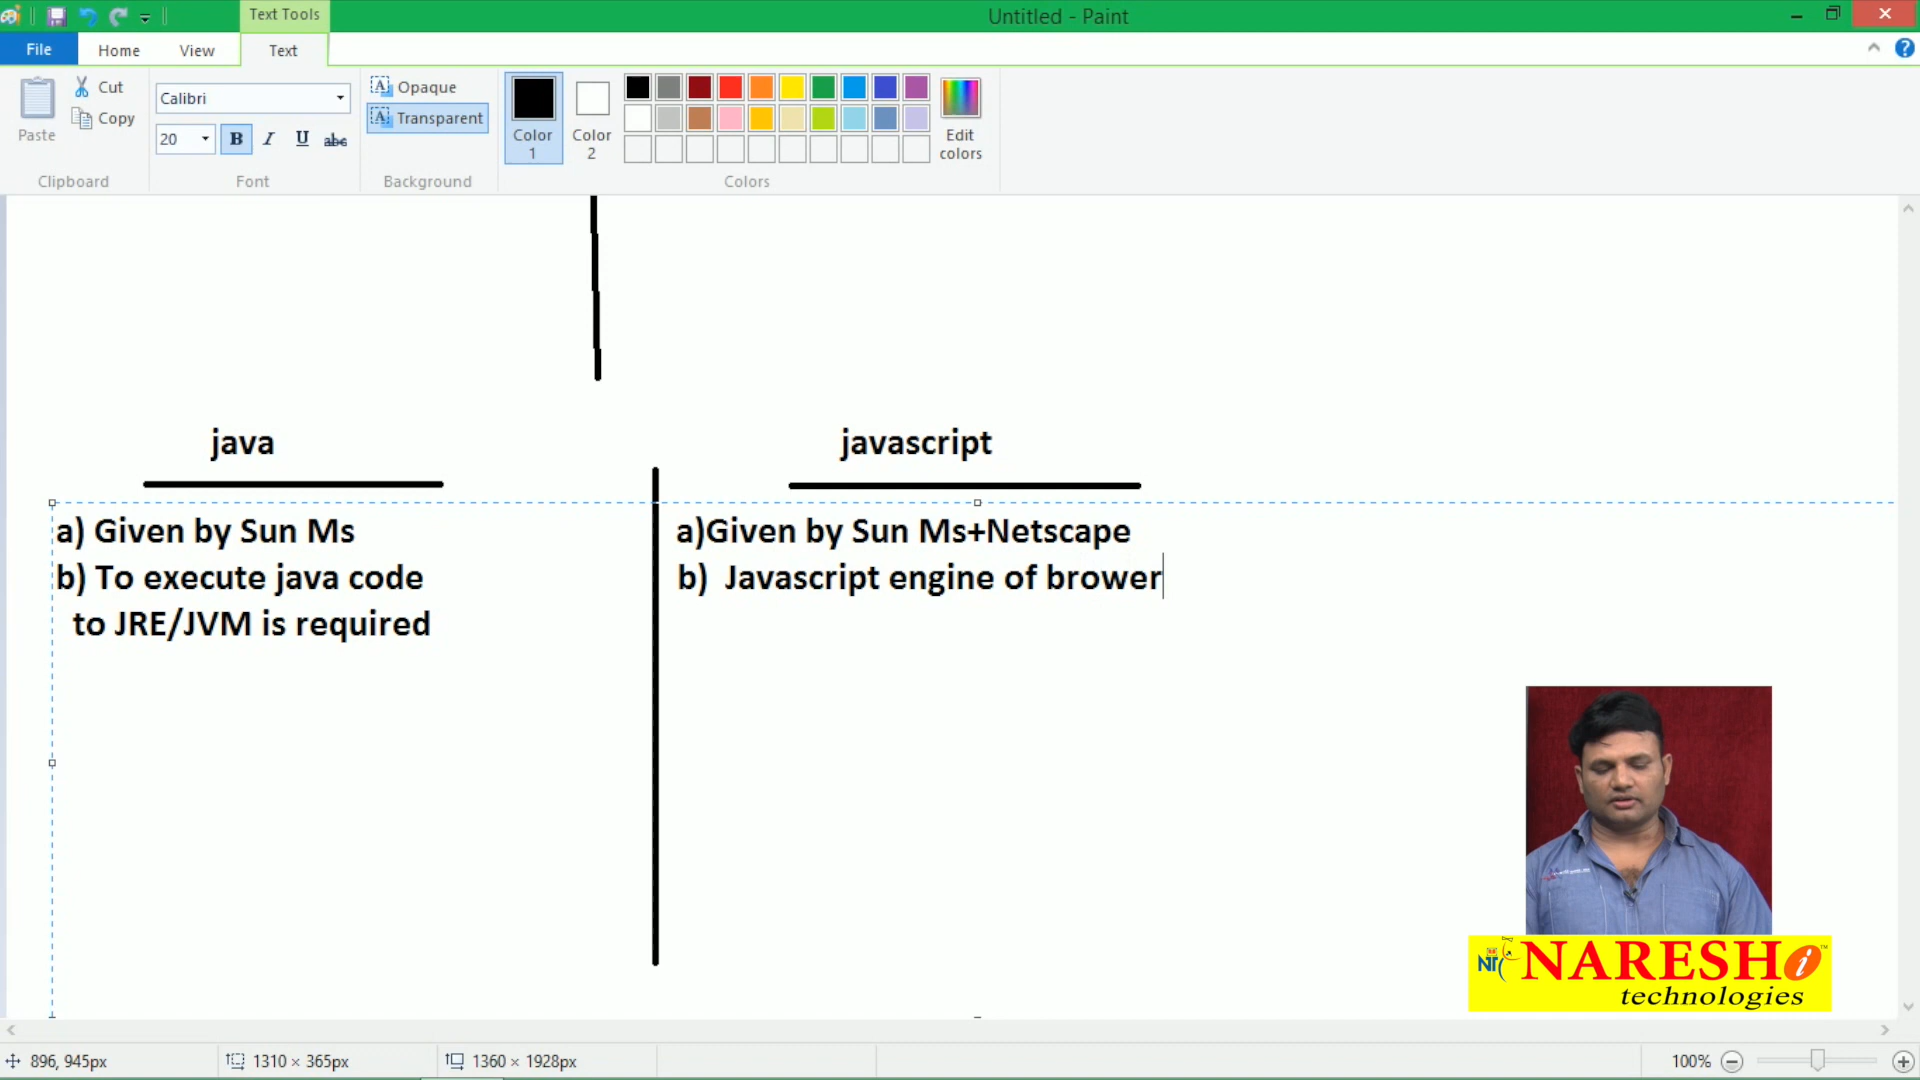 Text Tools
Untitled - Paint
File
Home
View
Text
Paste
Cut
Copy
Clipboard
Calibri
20
B
I
U
abc
Font
A Opaque
A Transparent
Background
Color 1
Color 2
Edit colors
Colors
java
javascript
a) Given by Sun Ms
a)Given by Sun Ms+Netscape
b) To execute java code
b) Javascript engine of brower
to JRE/JVM is required
NT
NARESH i
technologies
896, 945px
1310 × 365px
1360 × 1928px
100%